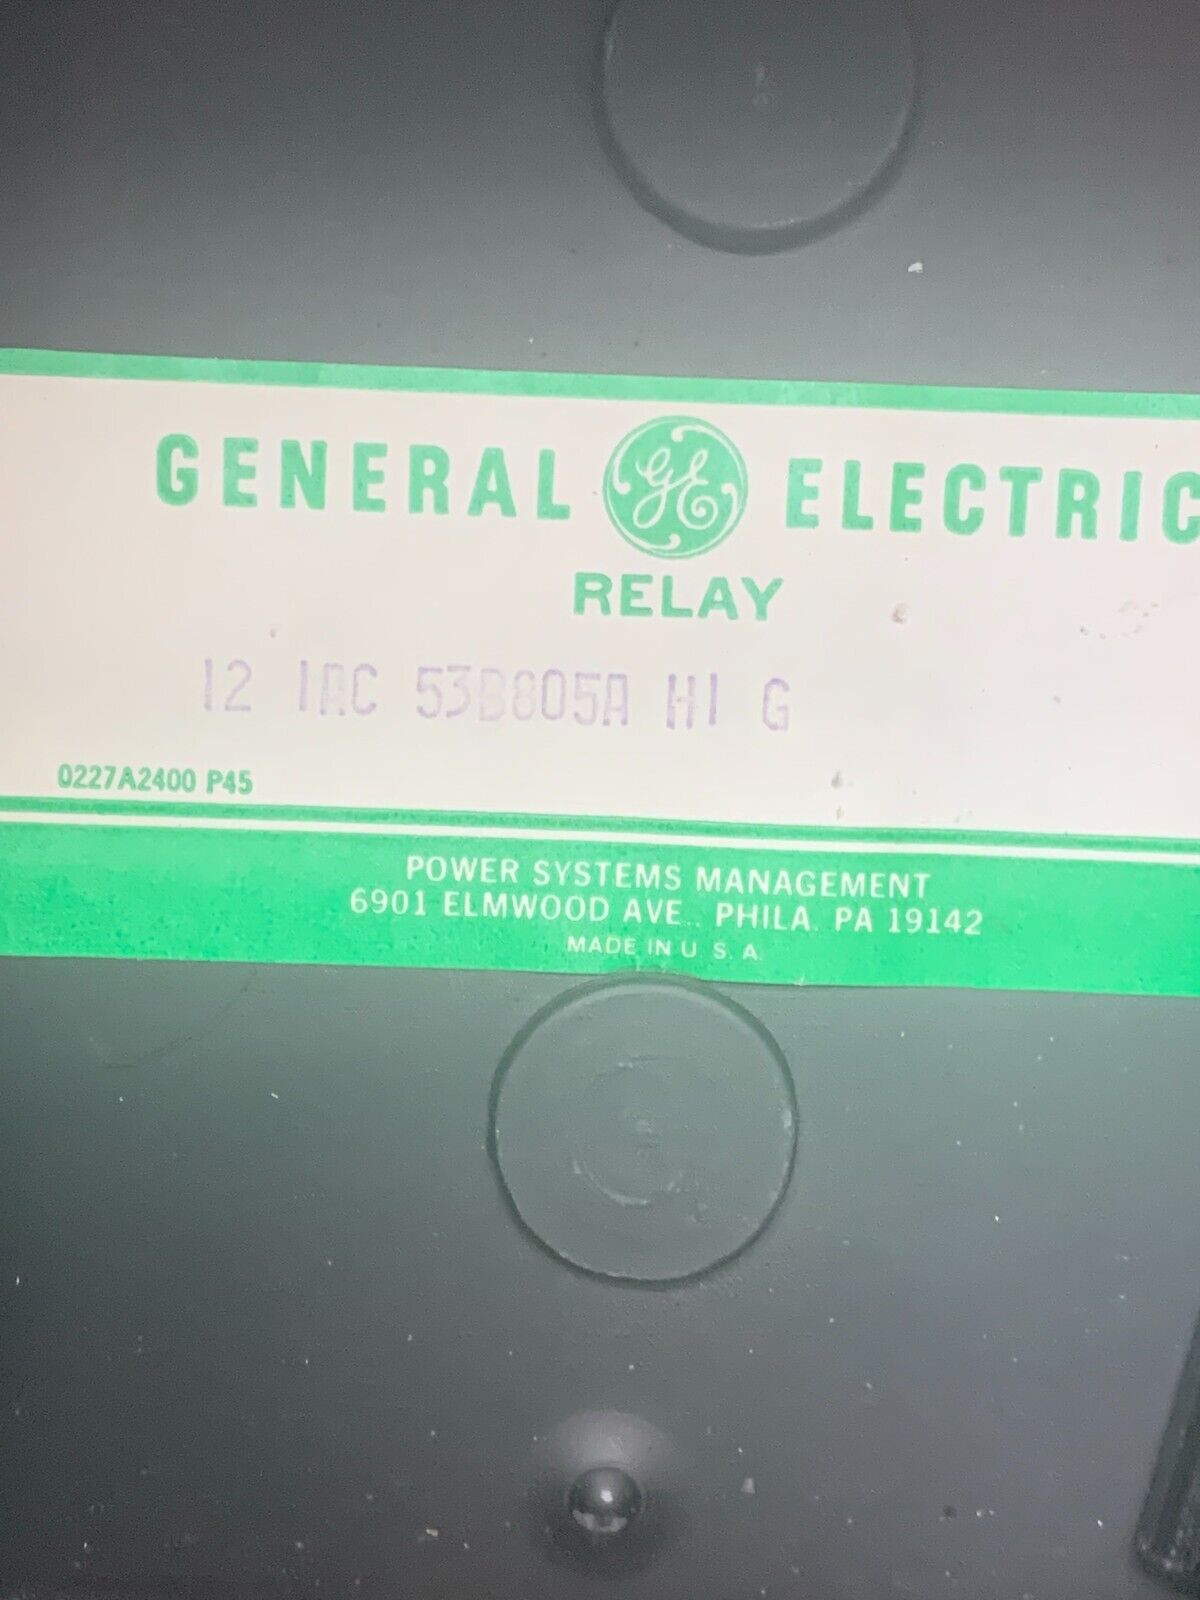 GENERAL GE ELECTRIC
RELAY
12 IAC 53B805A HI G
0227A2400 P45
POWER SYSTEMS MANAGEMENT
6901 ELMWOOD AVE., PHILA. PA 19142
MADE IN U. S. A.